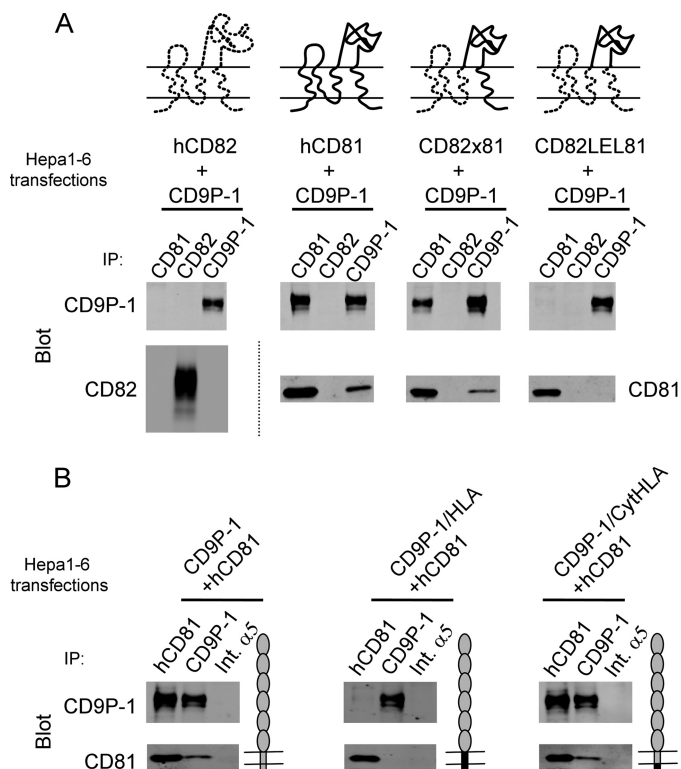 A
Hepa1-6
transfections
hCD82
+
CD9P-1
hCD81
+
CD9P-1
CD82x81
+
CD9P-1
CD82LEL81
+
CD9P-1
IP:
CD81 CD82 CD9P-1
CD81 CD82 CD9P-1
CD81 CD82 CD9P-1
CD81 CD82 CD9P-1
Blot
CD9P-1
CD82
CD81
B
Hepa1-6
transfections
CD9P-1
+hCD81
CD9P-1/HLA
+hCD81
CD9P-1/CytHLA
+hCD81
IP:
hCD81 CD9P-1 Int. α5
hCD81 CD9P-1 Int. α5
hCD81 CD9P-1 Int. α5
Blot
CD9P-1
CD81